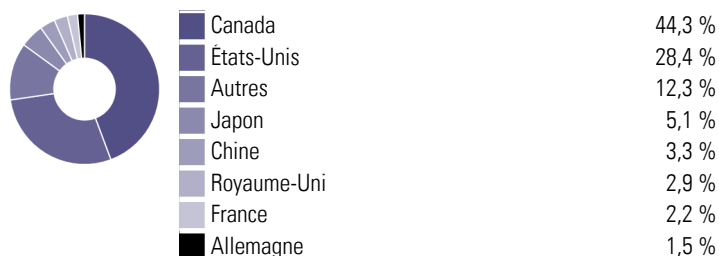 Canada 44,3 %
États-Unis 28,4 %
Autres 12,3 %
Japon 5,1 %
Chine 3,3 %
Royaume-Uni 2,9 %
France 2,2 %
Allemagne 1,5 %